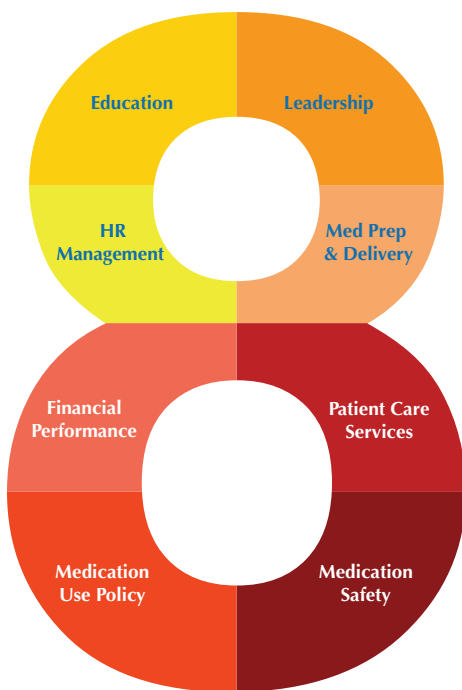 Education
Leadership
HR
Management
Med Prep
& Delivery
Financial
Performance
Patient Care
Services
Medication
Use Policy
Medication
Safety